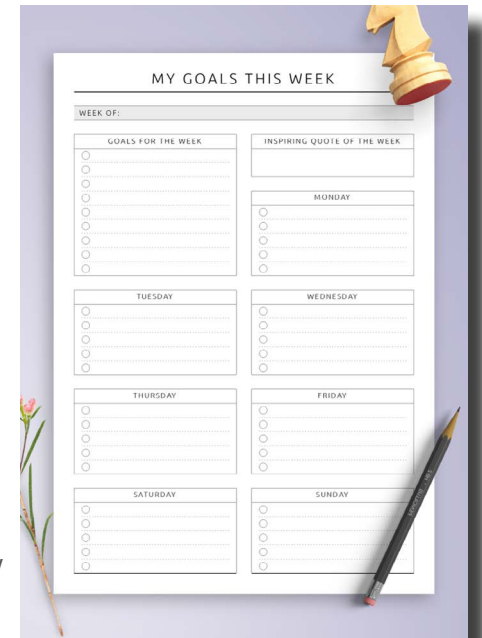 MY GOALS THIS WEEK
WEEK OF:
GOALS FOR THE WEEK
INSPIRING QUOTE OF THE WEEK
MONDAY
TUESDAY
WEDNESDAY
THURSDAY
FRIDAY
SATURDAY
SUNDAY